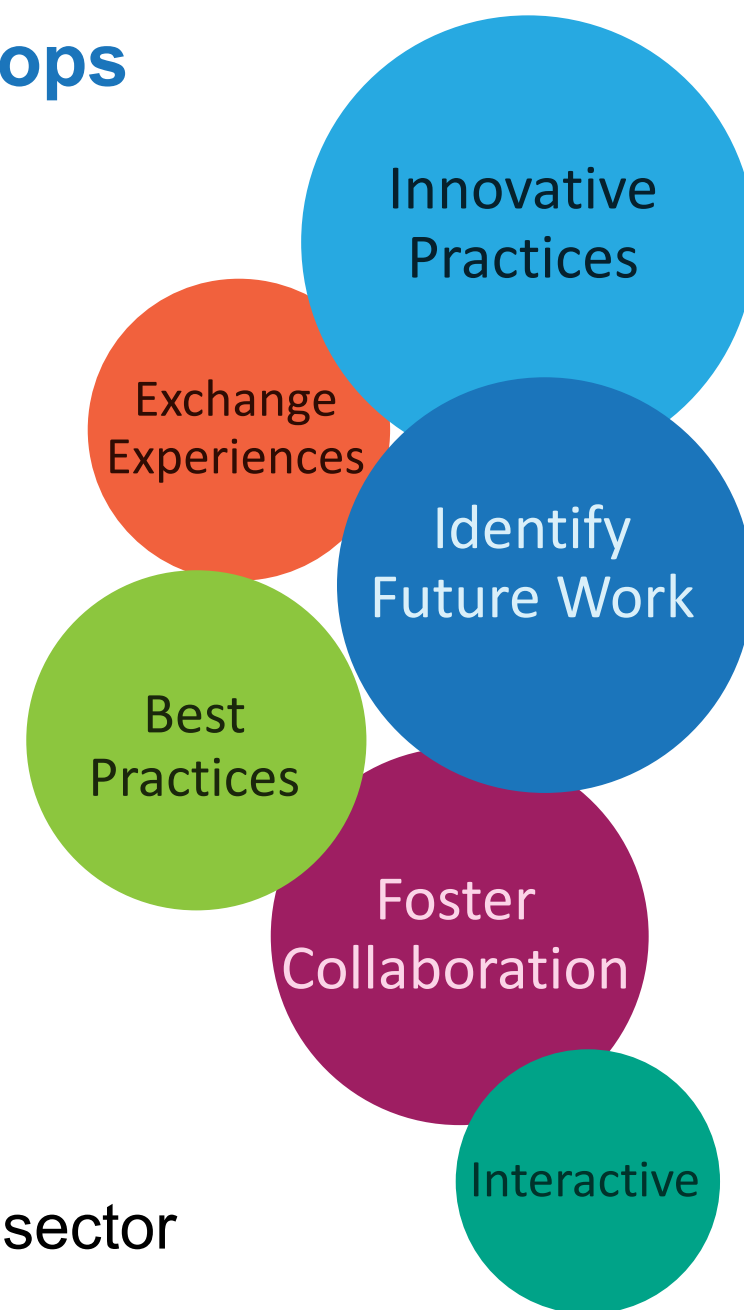 ops
Innovative
Practices
Exchange
Experiences
Identify
Future Work
Best
Practices
Foster
Collaboration
Interactive
sector